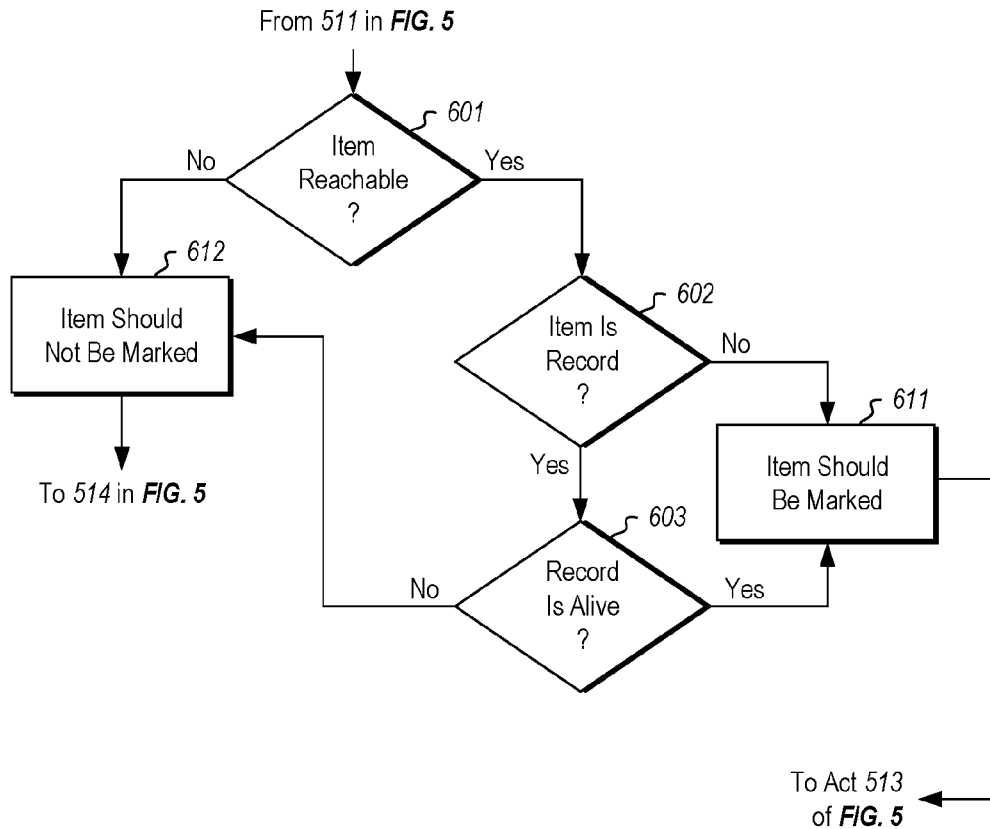 From 511 in FIG. 5
601
Item
Reachable
?
No
Yes
612
Item Should
Not Be Marked
602
Item Is
Record
?
No
611
Item Should
Be Marked
Yes
To 514 in FIG. 5
603
Record
Is Alive
?
No
Yes
To Act 513
of FIG. 5